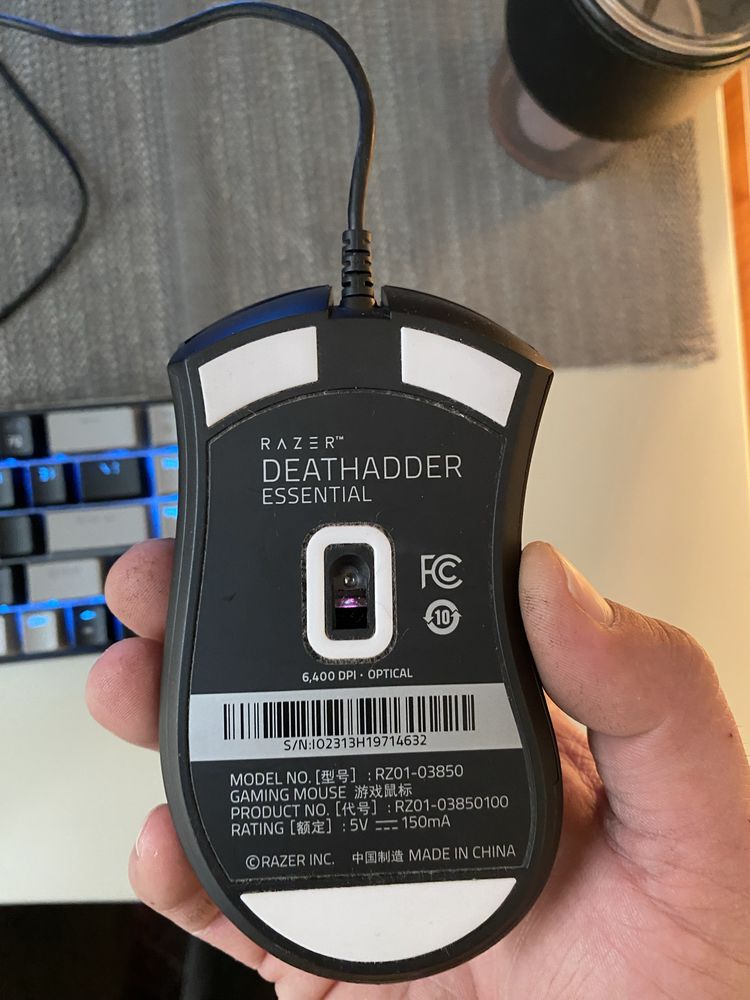 RAZER™
DEATHADDER
ESSENTIAL
FC
10
6,400 DPI · OPTICAL
S/N:IO2313H19714632
MODEL NO. [型号] : RZ01-03850
GAMING MOUSE 游戏鼠标
PRODUCT NO. [代号] : RZ01-03850100
RATING [额定] : 5V ⎓ 150mA
©RAZER INC. 中国制造 MADE IN CHINA